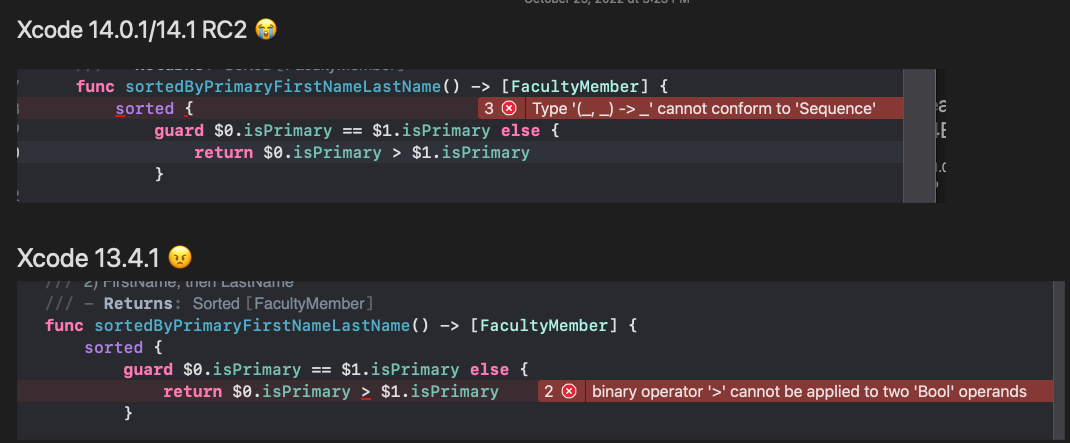 Xcode 14.0.1/14.1 RC2 😭
func sortedByPrimaryFirstNameLastName() -> [FacultyMember] {
sorted { 3 Type '(_, _) -> _' cannot conform to 'Sequence'
guard $0.isPrimary == $1.isPrimary else {
return $0.isPrimary > $1.isPrimary
}
Xcode 13.4.1 😠
/// 2) FirstName, then LastName
/// - Returns: Sorted [FacultyMember]
func sortedByPrimaryFirstNameLastName() -> [FacultyMember] {
sorted {
guard $0.isPrimary == $1.isPrimary else {
return $0.isPrimary > $1.isPrimary 2 binary operator '>' cannot be applied to two 'Bool' operands
}